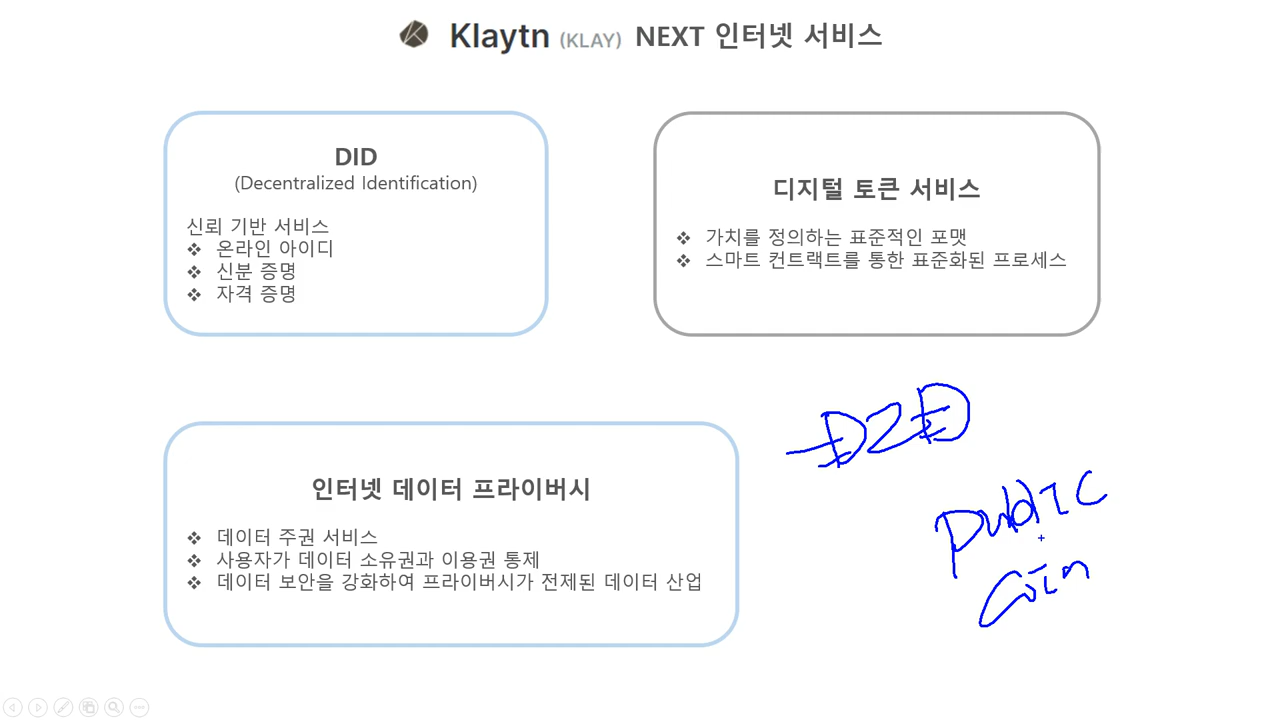 Klaytn (KLAY) NEXT 인터넷 서비스
DID
(Decentralized Identification)
신뢰 기반 서비스
❖ 온라인 아이디
❖ 신분 증명
❖ 자격 증명
디지털 토큰 서비스
❖ 가치를 정의하는 표준적인 포맷
❖ 스마트 컨트랙트를 통한 표준화된 프로세스
인터넷 데이터 프라이버시
❖ 데이터 주권 서비스
❖ 사용자가 데이터 소유권과 이용권 통제
❖ 데이터 보안을 강화하여 프라이버시가 전제된 데이터 산업
public
coin